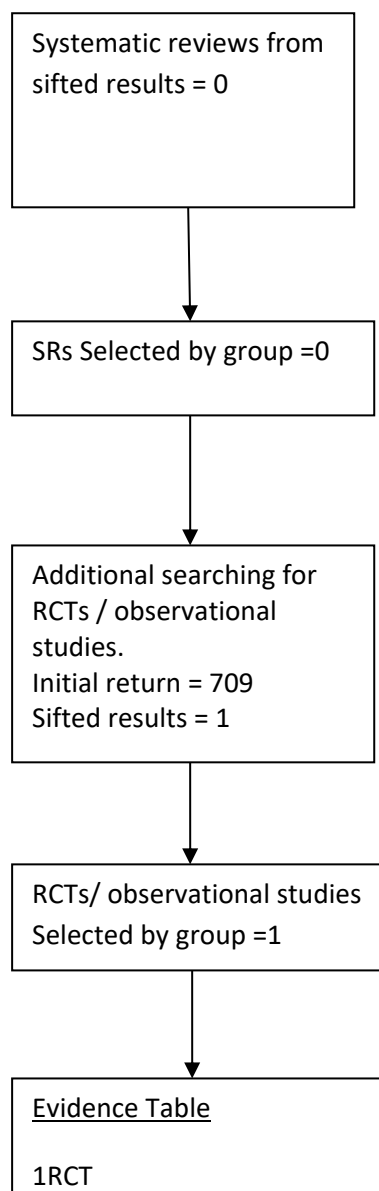 Systematic reviews from
sifted results = 0
SRs Selected by group =0
Additional searching for
RCTs / observational
studies.
Initial return = 709
Sifted results = 1
RCTs/ observational studies
Selected by group =1
Evidence Table
1RCT